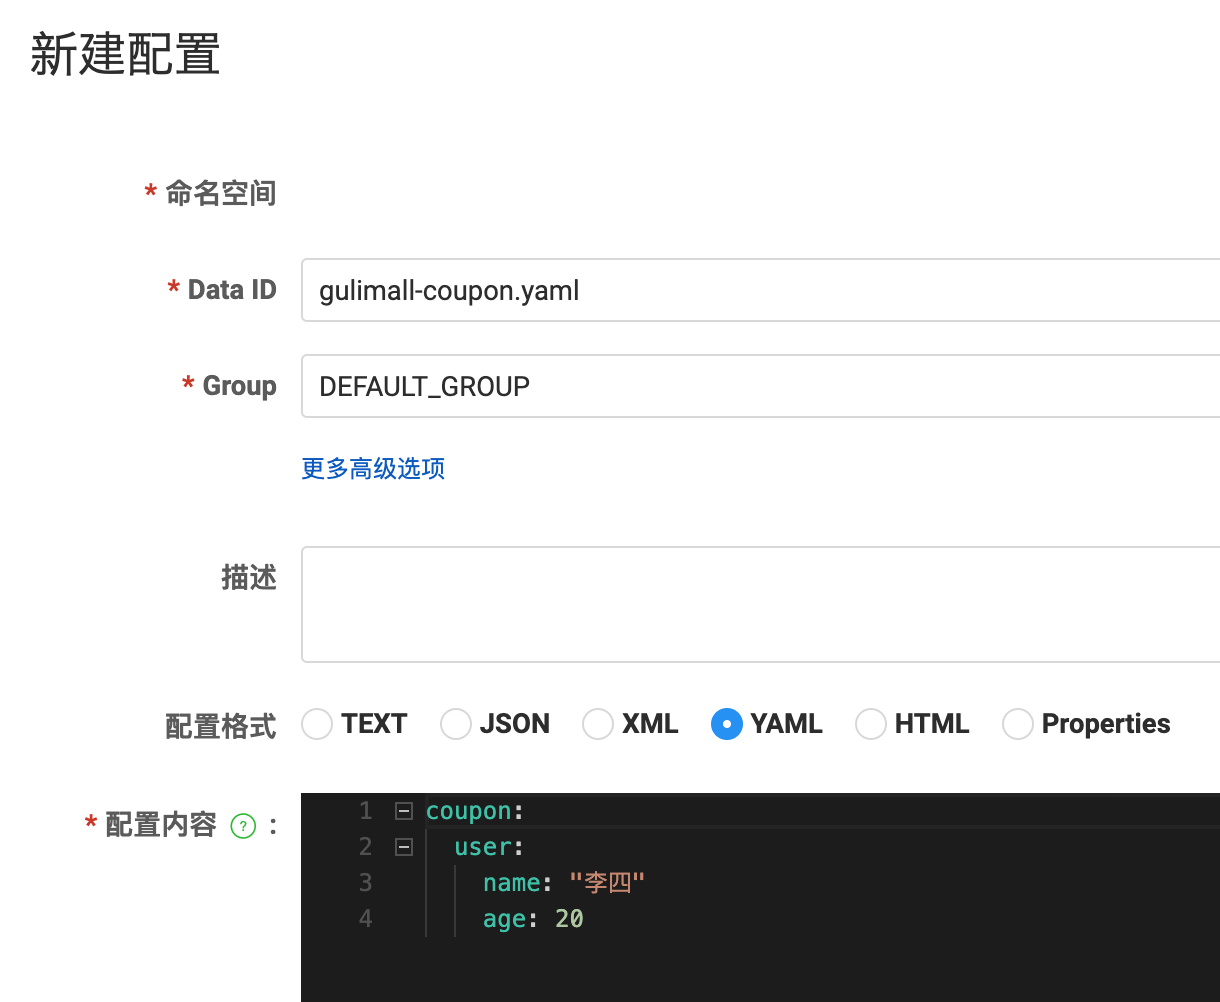 新建配置
* 命名空间
* Data ID gulimall-coupon.yaml
* Group DEFAULT_GROUP
更多高级选项
描述
配置格式 TEXT JSON XML YAML HTML Properties
* 配置内容 ? :
1 coupon:
2 user:
3 name: "李四"
4 age: 20